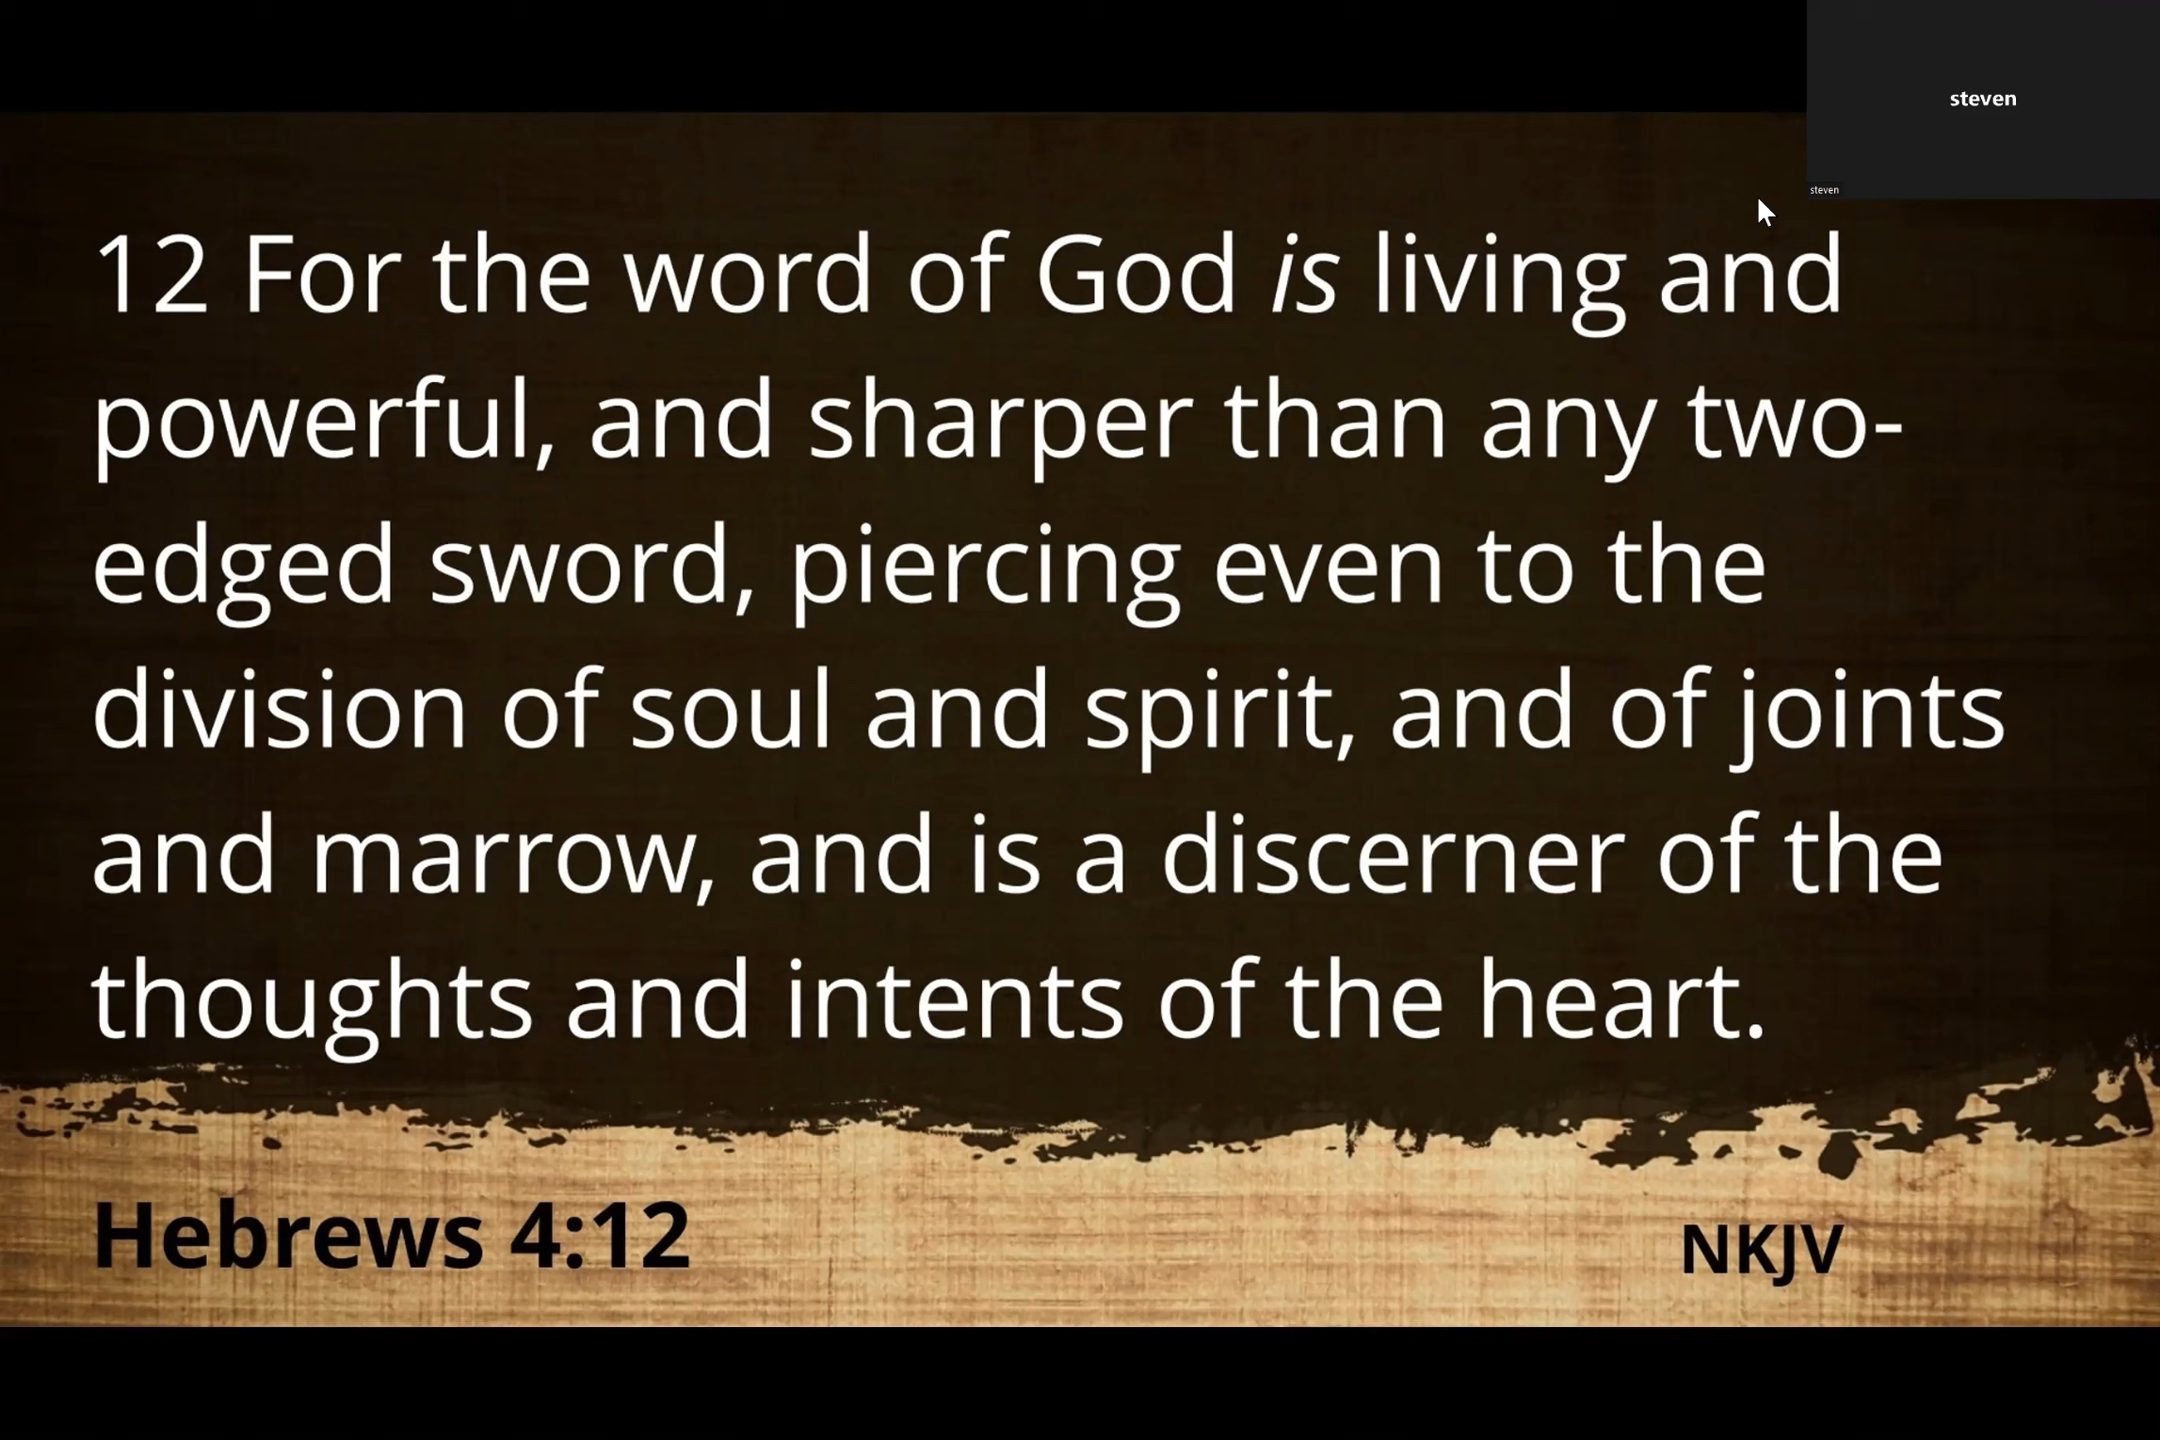 steven
steven
12 For the word of God is living and
powerful, and sharper than any two-
edged sword, piercing even to the
division of soul and spirit, and of joints
and marrow, and is a discerner of the
thoughts and intents of the heart.
Hebrews 4:12
NKJV